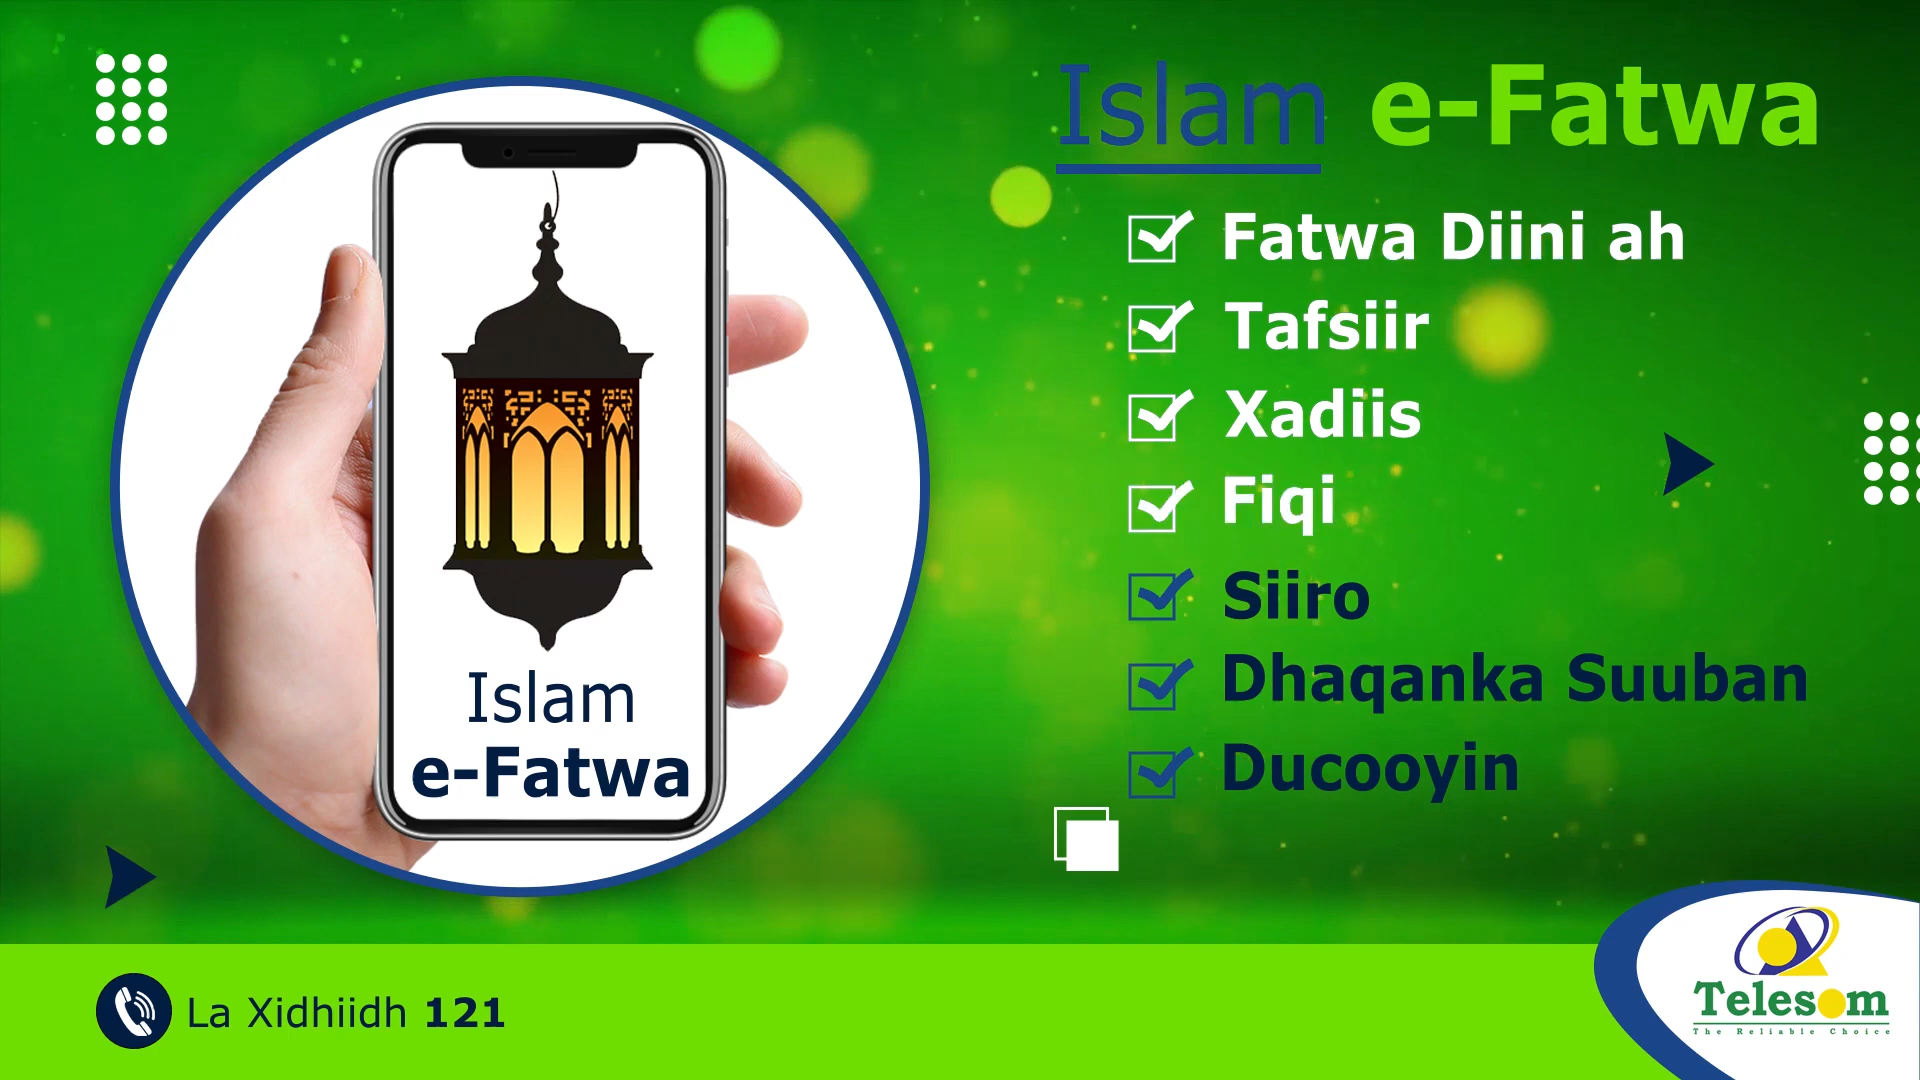 Islam e-Fatwa
Fatwa Diini ah
Tafsiir
Xadiis
Fiqi
Siiro
Dhaqanka Suuban
Ducooyin
Islam
e-Fatwa
La Xidhiidh 121
Telesom
The Reliable Choice